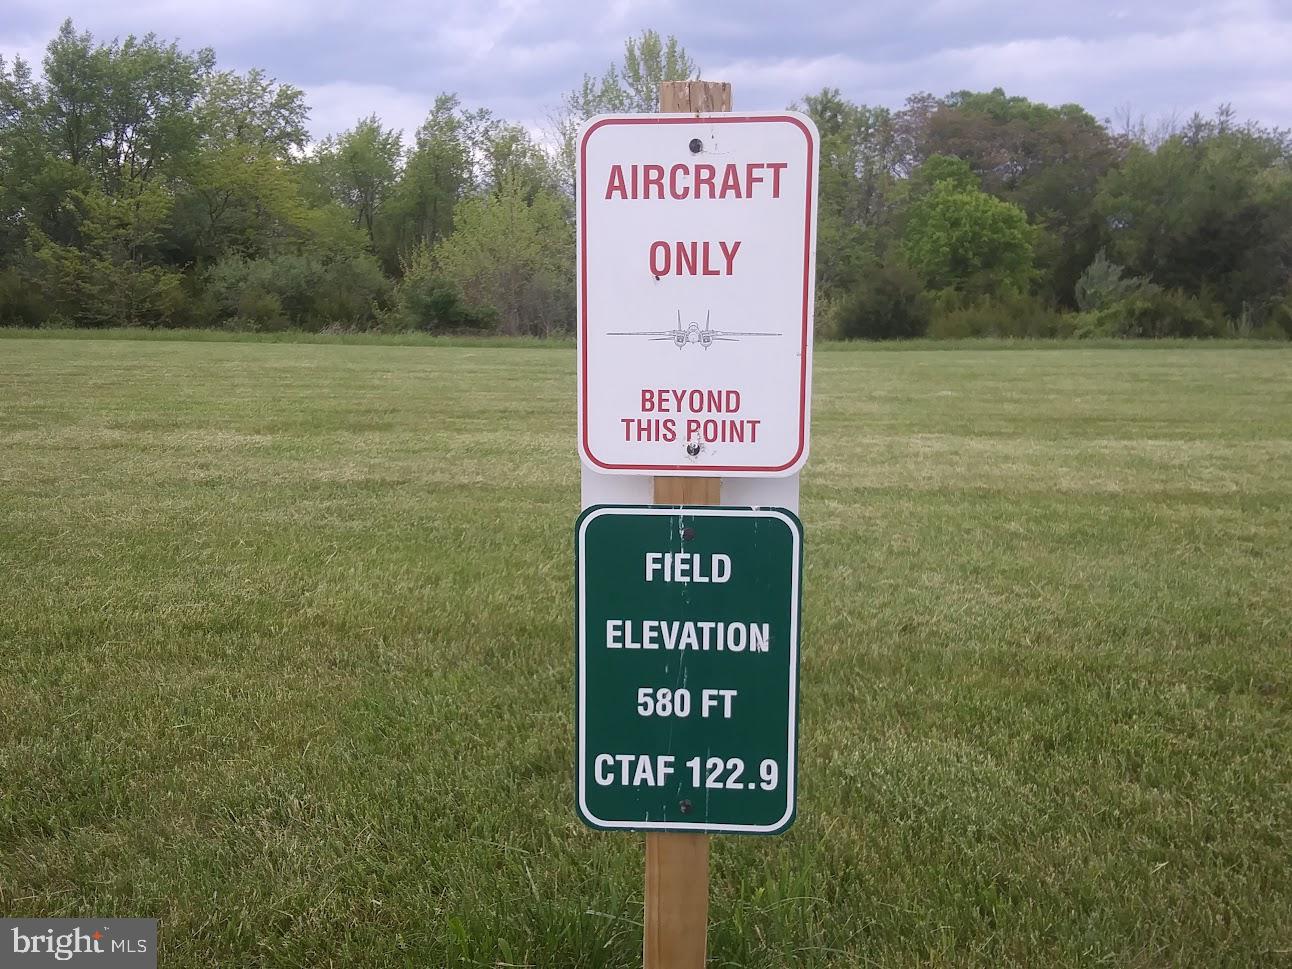 AIRCRAFT
ONLY
BEYOND
THIS POINT
FIELD
ELEVATION
580 FT
CTAF 122.9
bright MLS